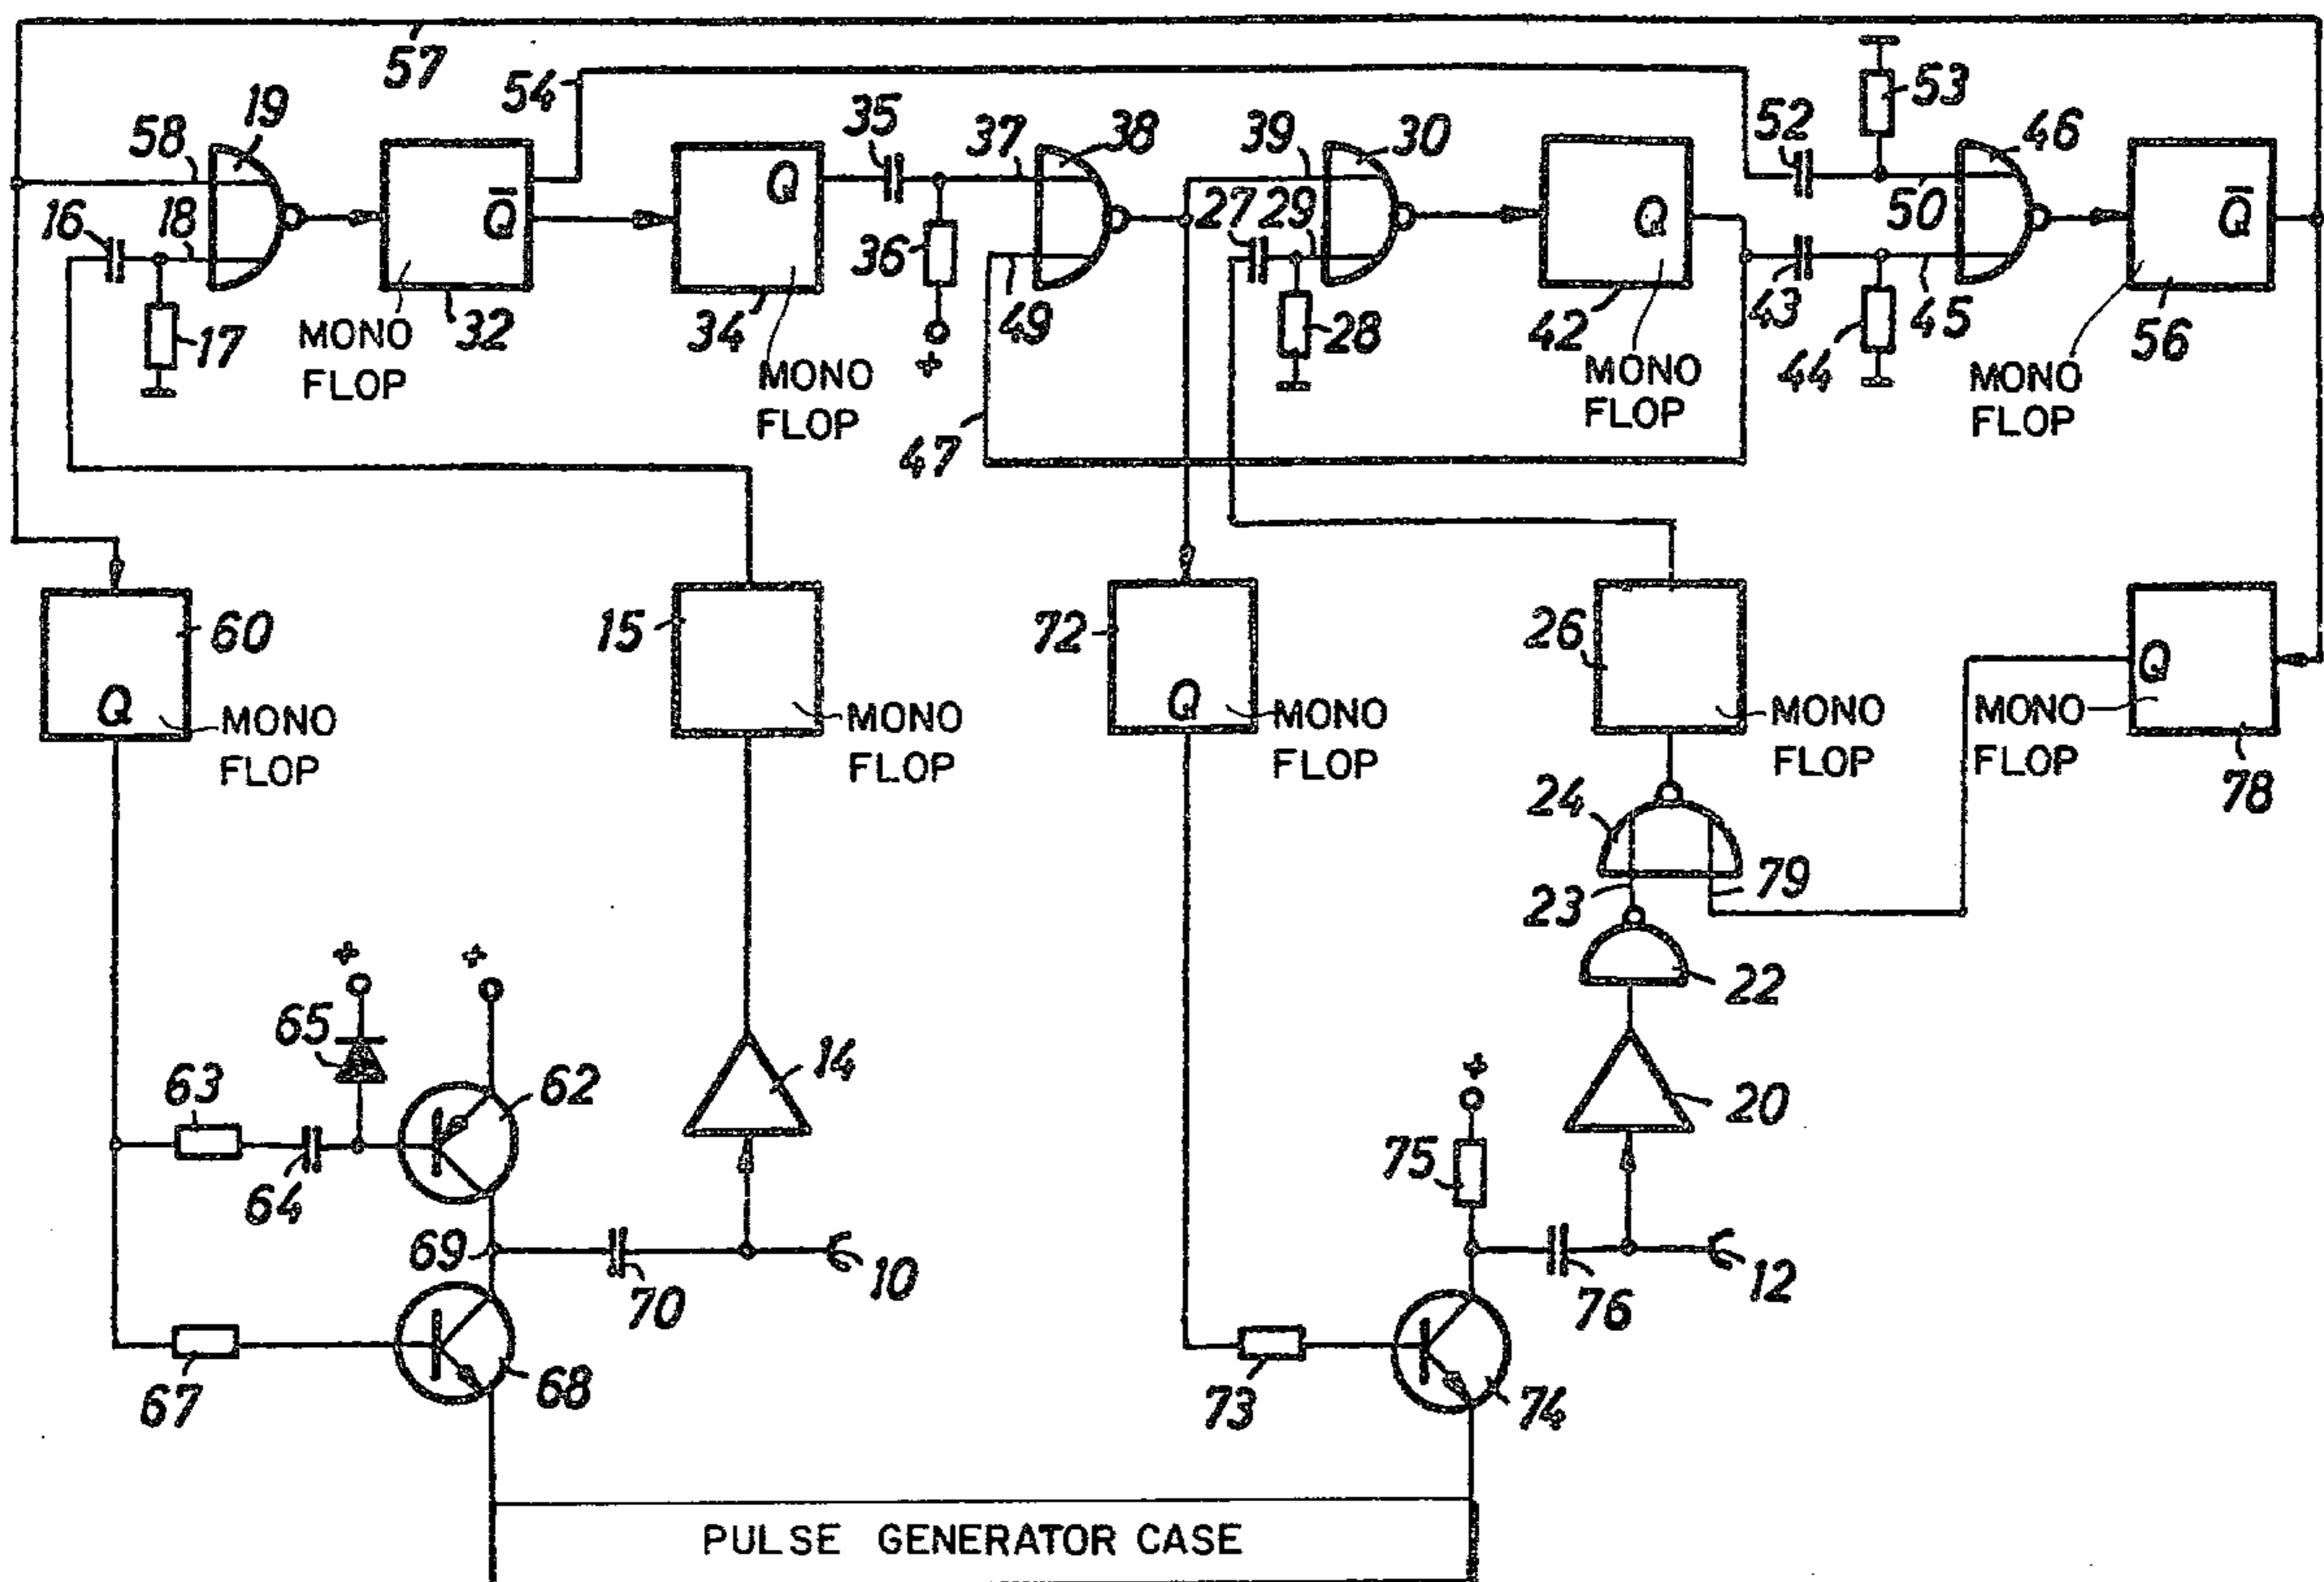 57
19
54
58
35
37
38
39
30
52
53
46
Q̄
Q
Q
Q̄
16
18
27
29
50
36
49
17
MONO
FLOP
32
34
MONO
FLOP
+
28
42
MONO
FLOP
43
44
45
56
MONO
FLOP
47
60
15
72
26
Q
Q
Q
MONO
FLOP
MONO
FLOP
MONO
FLOP
MONO
FLOP
MONO
FLOP
78
24
79
23
22
+
+
65
63
62
14
20
+
75
64
69
70
10
76
12
67
68
73
74
PULSE GENERATOR CASE